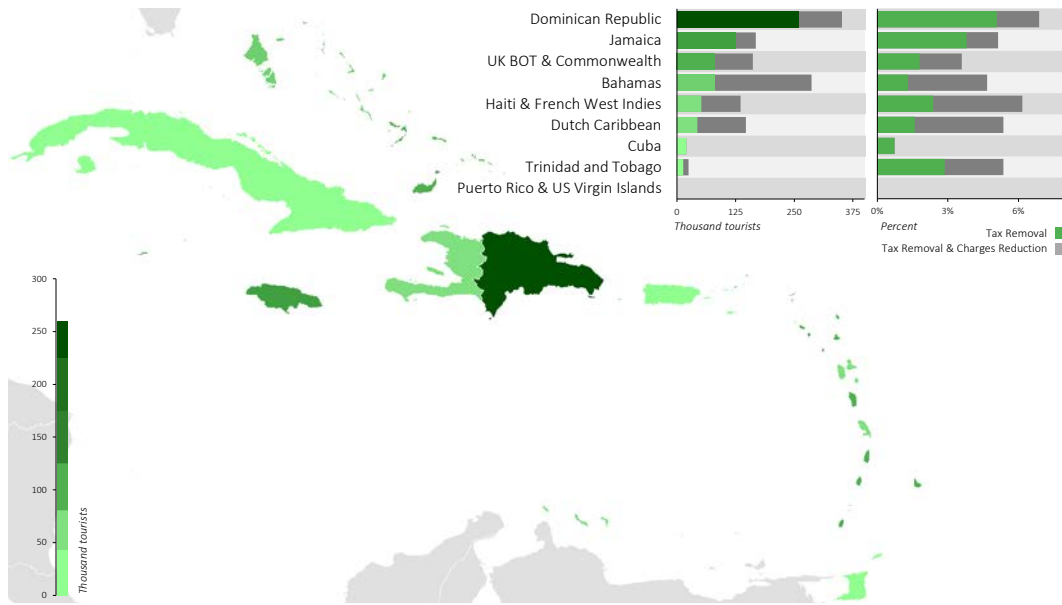 Dominican Republic
Jamaica
UK BOT & Commonwealth
Bahamas
Haiti & French West Indies
Dutch Caribbean
Cuba
Trinidad and Tobago
Puerto Rico & US Virgin Islands
0 125 250 375
Thousand tourists
0% 3% 6%
Percent
Tax Removal
Tax Removal & Charges Reduction
300
250
200
150
100
50
0
Thousand tourists